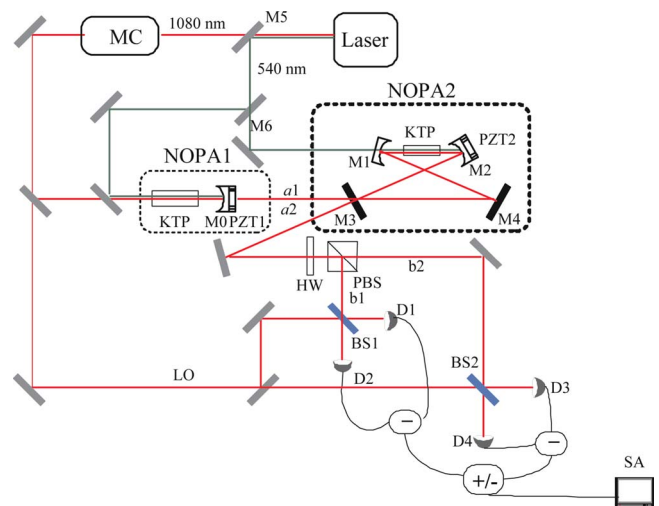 M5
MC
1080 nm
Laser
540 nm
NOPA2
M6
KTP
PZT2
M1
M2
NOPA1
a1
a2
KTP
M0
PZT1
M3
M4
HW
PBS
b2
b1
D1
BS1
BS2
LO
D2
D3
−
D4
−
+/-
SA